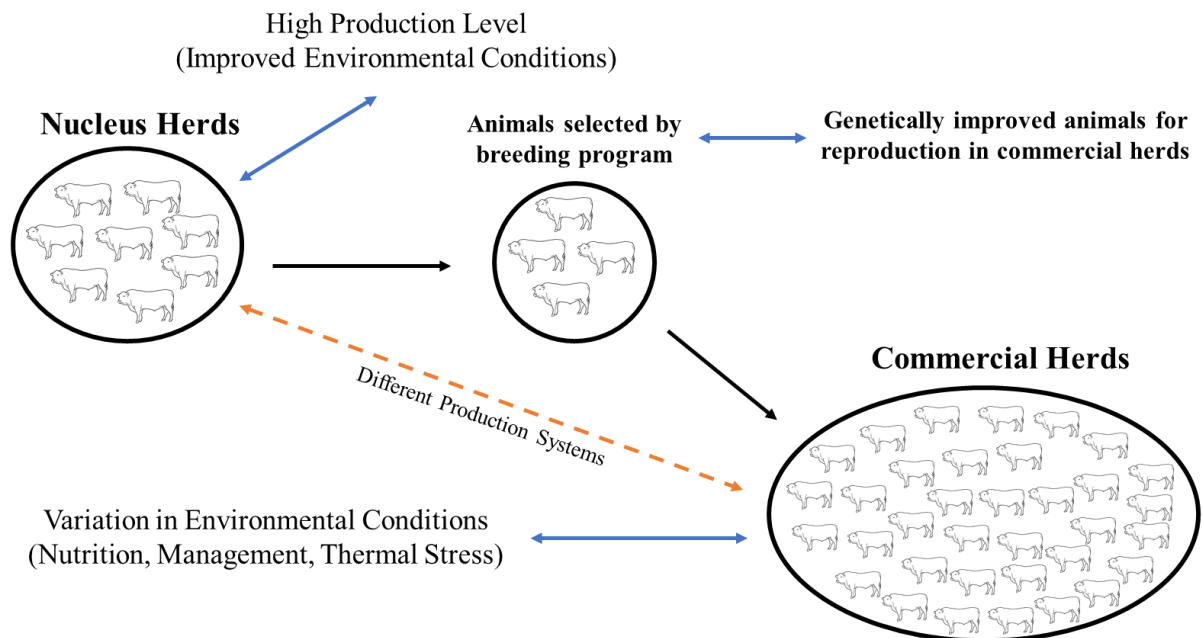 High Production Level
(Improved Environmental Conditions)
Nucleus Herds
Animals selected by
breeding program
Genetically improved animals for
reproduction in commercial herds
Different Production Systems
Commercial Herds
Variation in Environmental Conditions
(Nutrition, Management, Thermal Stress)